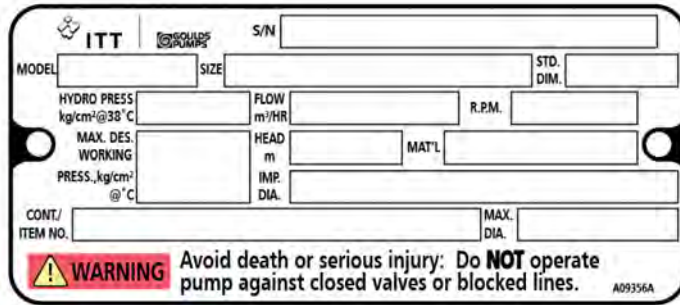 ITT GOULDS PUMPS S/N
MODEL SIZE STD. DIM.
HYDRO PRESS kg/cm²@38˚C FLOW m³/HR R.P.M.
MAX. DES. WORKING PRESS.,kg/cm² @˚C HEAD m MAT'L
IMP. DIA.
CONT./ ITEM NO. MAX. DIA.
WARNING Avoid death or serious injury: Do NOT operate
pump against closed valves or blocked lines. A09356A